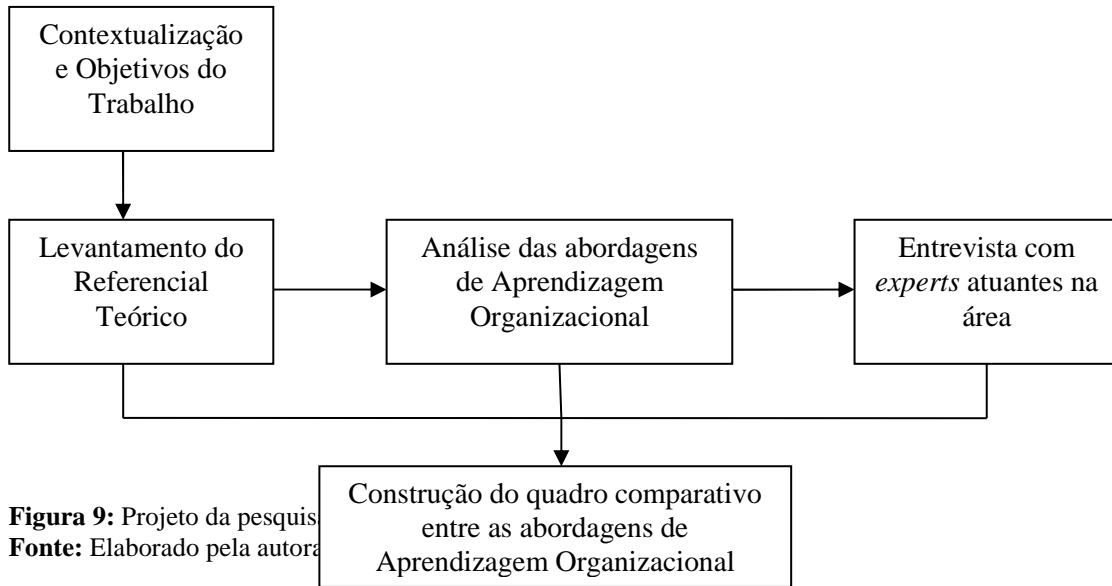 Contextualização
e Objetivos do
Trabalho
Levantamento do
Referencial
Teórico
Análise das abordagens
de Aprendizagem
Organizacional
Entrevista com
experts atuantes na
área
Construção do quadro comparativo
entre as abordagens de
Aprendizagem Organizacional
Figura 9: Projeto da pesquisa
Fonte: Elaborado pela autora